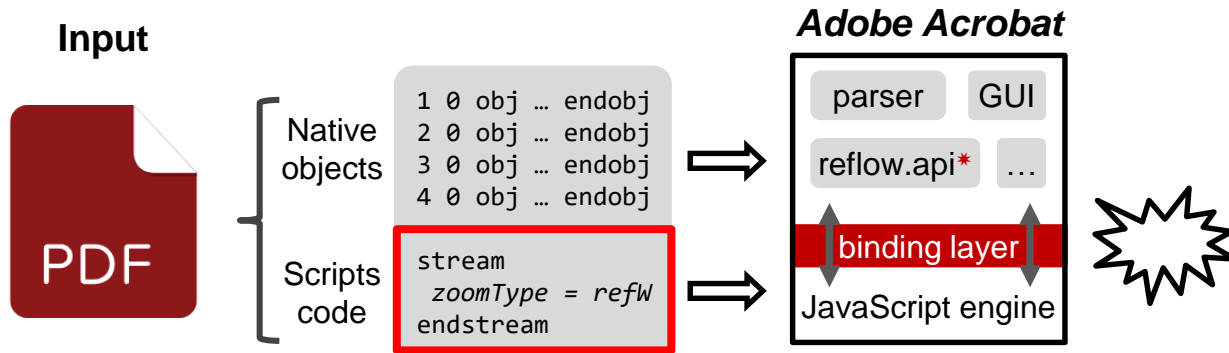 Input
PDF
Native
objects
1 0 obj … endobj
2 0 obj … endobj
3 0 obj … endobj
4 0 obj … endobj
Scripts
code
stream
zoomType = refW
endstream
Adobe Acrobat
parser
GUI
reflow.api*
…
binding layer
JavaScript engine